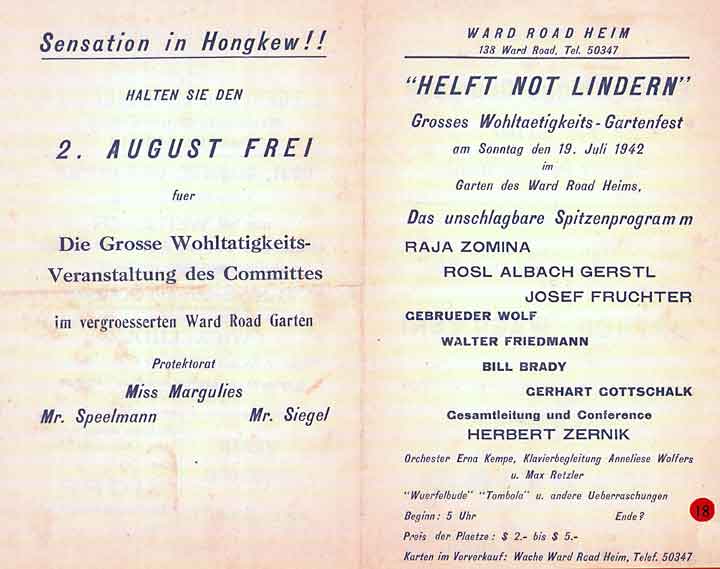 Sensation in Hongkew!!
HALTEN SIE DEN
2. AUGUST FREI
fuer
Die Grosse Wohltatigkeits-
Veranstaltung des Committes
im vergroesserten Ward Road Garten
Protektorat
Miss Margulies
Mr. Speelmann Mr. Siegel
WARD ROAD HEIM
138 Ward Road, Tel. 50347
"HELFT NOT LINDERN"
Grosses Wohltaetigkeits-Gartenfest
am Sonntag den 19. Juli 1942
im
Garten des Ward Road Heims,
Das unschlagbare Spitzenprogramm
RAJA ZOMINA
ROSL ALBACH GERSTL
JOSEF FRUCHTER
GEBRUEDER WOLF
WALTER FRIEDMANN
BILL BRADY
GERHART GOTTSCHALK
Gesamtleitung und Conference
HERBERT ZERNIK
Orchester Erna Kempe, Klavierbegleitung Anneliese Wolfers
u. Max Retzler
"Wuerfelbude" "Tombola" u. andere Ueberraschungen
Beginn: 5 Uhr Ende?
Preis der Plaetze: $ 2.- bis $ 5.-
Karten im Vorverkauf: Wache Ward Road Heim, Telef. 50347
18